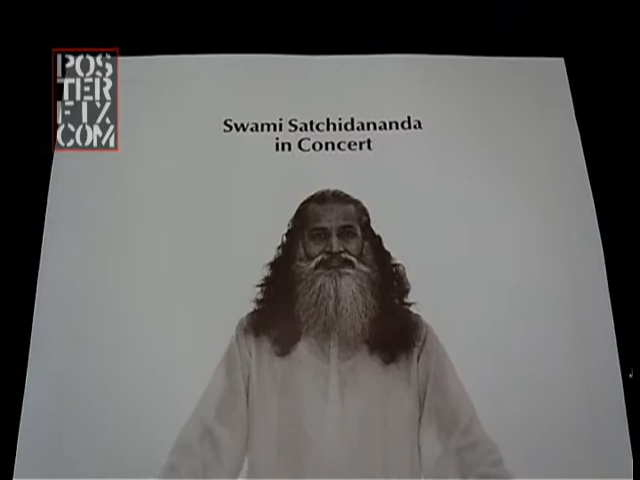 POS
TER
FIX
COM
Swami Satchidananda
in Concert